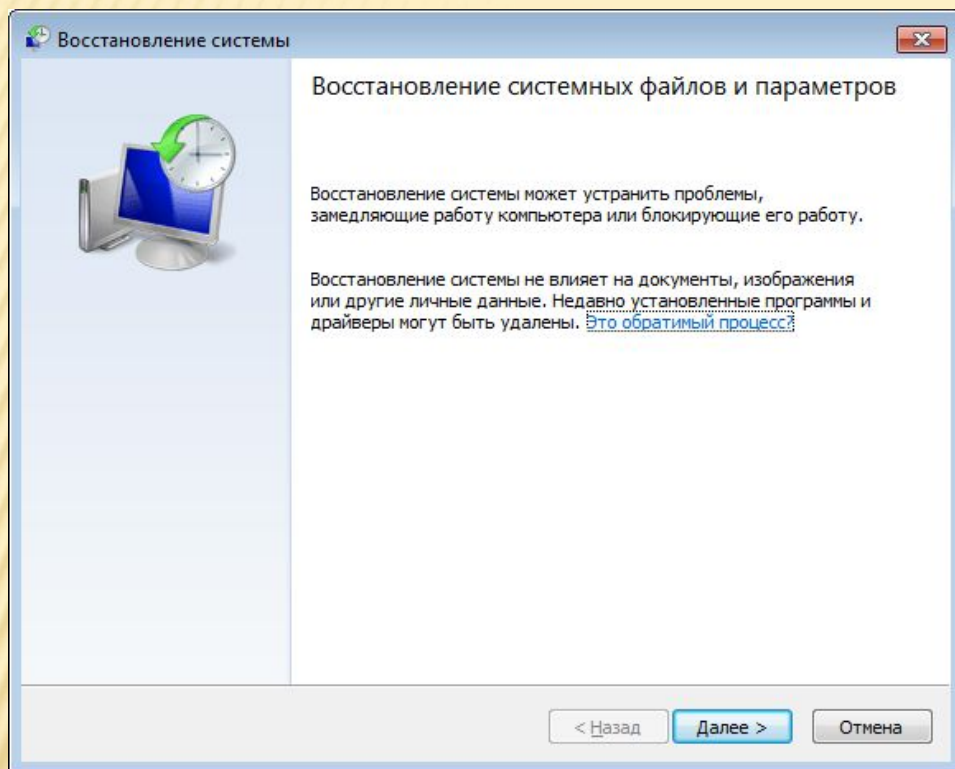 Восстановление системы
Восстановление системных файлов и параметров
Восстановление системы может устранить проблемы,
замедляющие работу компьютера или блокирующие его работу.
Восстановление системы не влияет на документы, изображения
или другие личные данные. Недавно установленные программы и
драйверы могут быть удалены. Это обратимый процесс?
< Назад Далее > Отмена